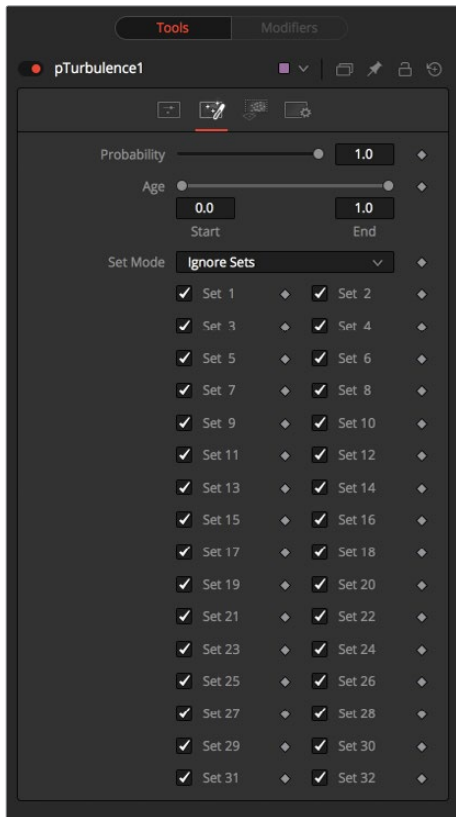 Tools Modifiers
pTurbulence1
Probability 1.0
Age
0.0 1.0
Start End
Set Mode Ignore Sets
Set 1 Set 2
Set 3 Set 4
Set 5 Set 6
Set 7 Set 8
Set 9 Set 10
Set 11 Set 12
Set 13 Set 14
Set 15 Set 16
Set 17 Set 18
Set 19 Set 20
Set 21 Set 22
Set 23 Set 24
Set 25 Set 26
Set 27 Set 28
Set 29 Set 30
Set 31 Set 32